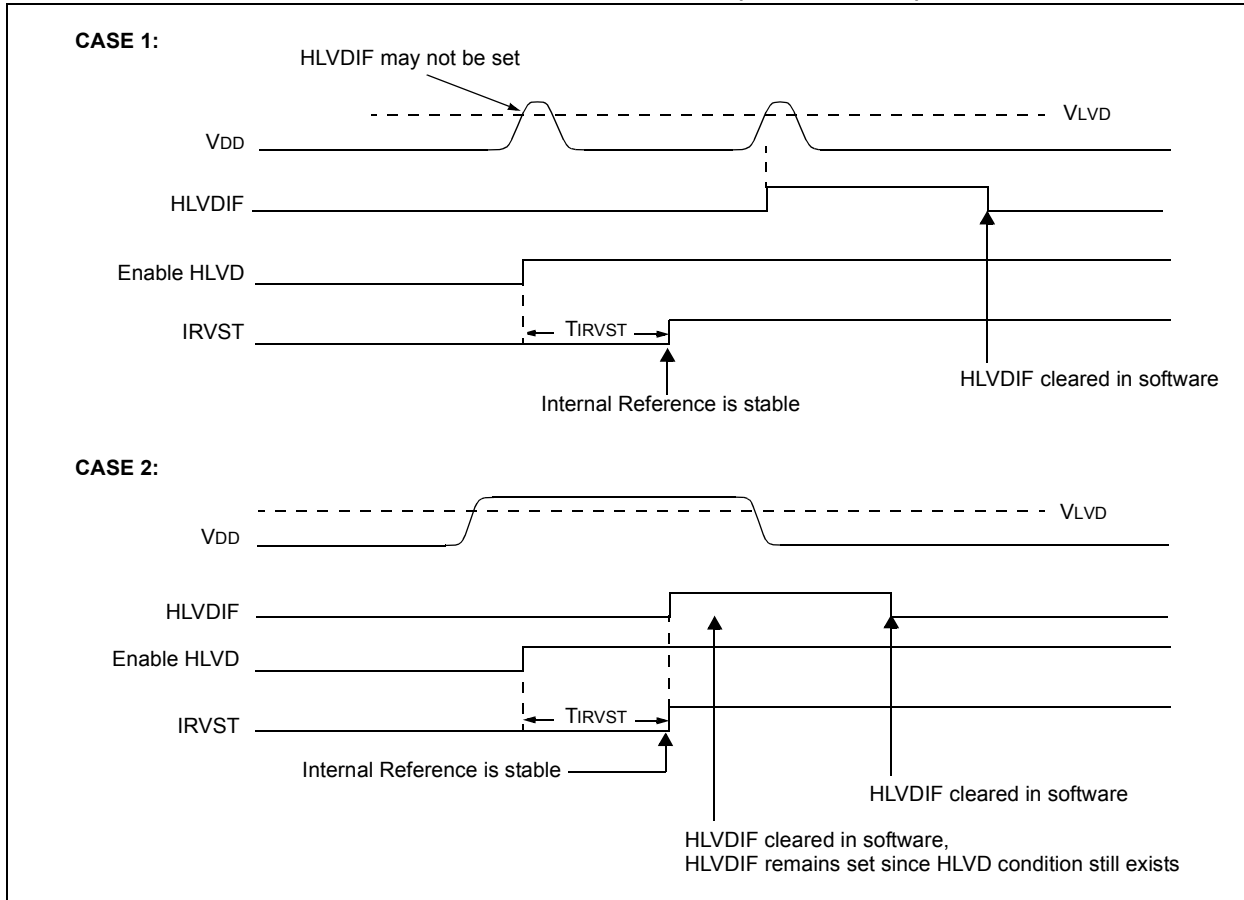 CASE 1:
HLVDIF may not be set
VLVD
VDD
HLVDIF
Enable HLVD
TIRVST
IRVST
HLVDIF cleared in software
Internal Reference is stable
CASE 2:
VLVD
VDD
HLVDIF
Enable HLVD
TIRVST
IRVST
Internal Reference is stable
HLVDIF cleared in software
HLVDIF cleared in software,
HLVDIF remains set since HLVD condition still exists